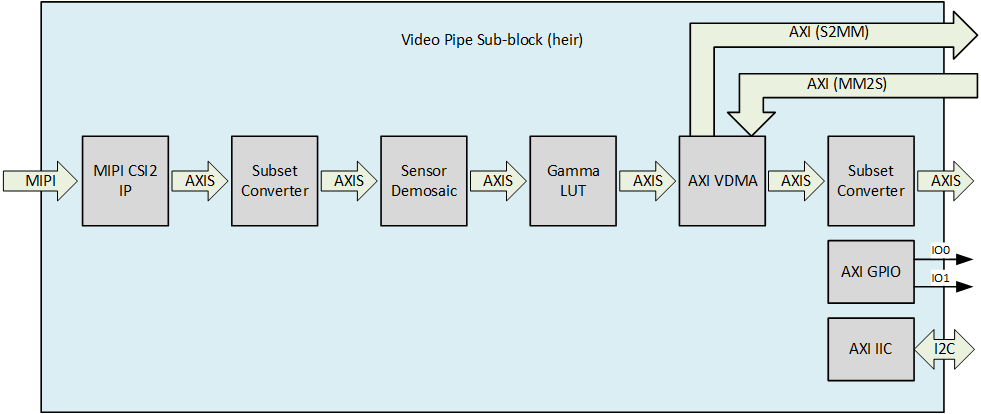 Video Pipe Sub-block (heir)
AXI (S2MM)
AXI (MM2S)
MIPI
MIPI CSI2
IP
AXIS
Subset
Converter
AXIS
Sensor
Demosaic
AXIS
Gamma
LUT
AXIS
AXI VDMA
AXIS
Subset
Converter
AXIS
AXI GPIO
IO0
IO1
AXI IIC
I2C